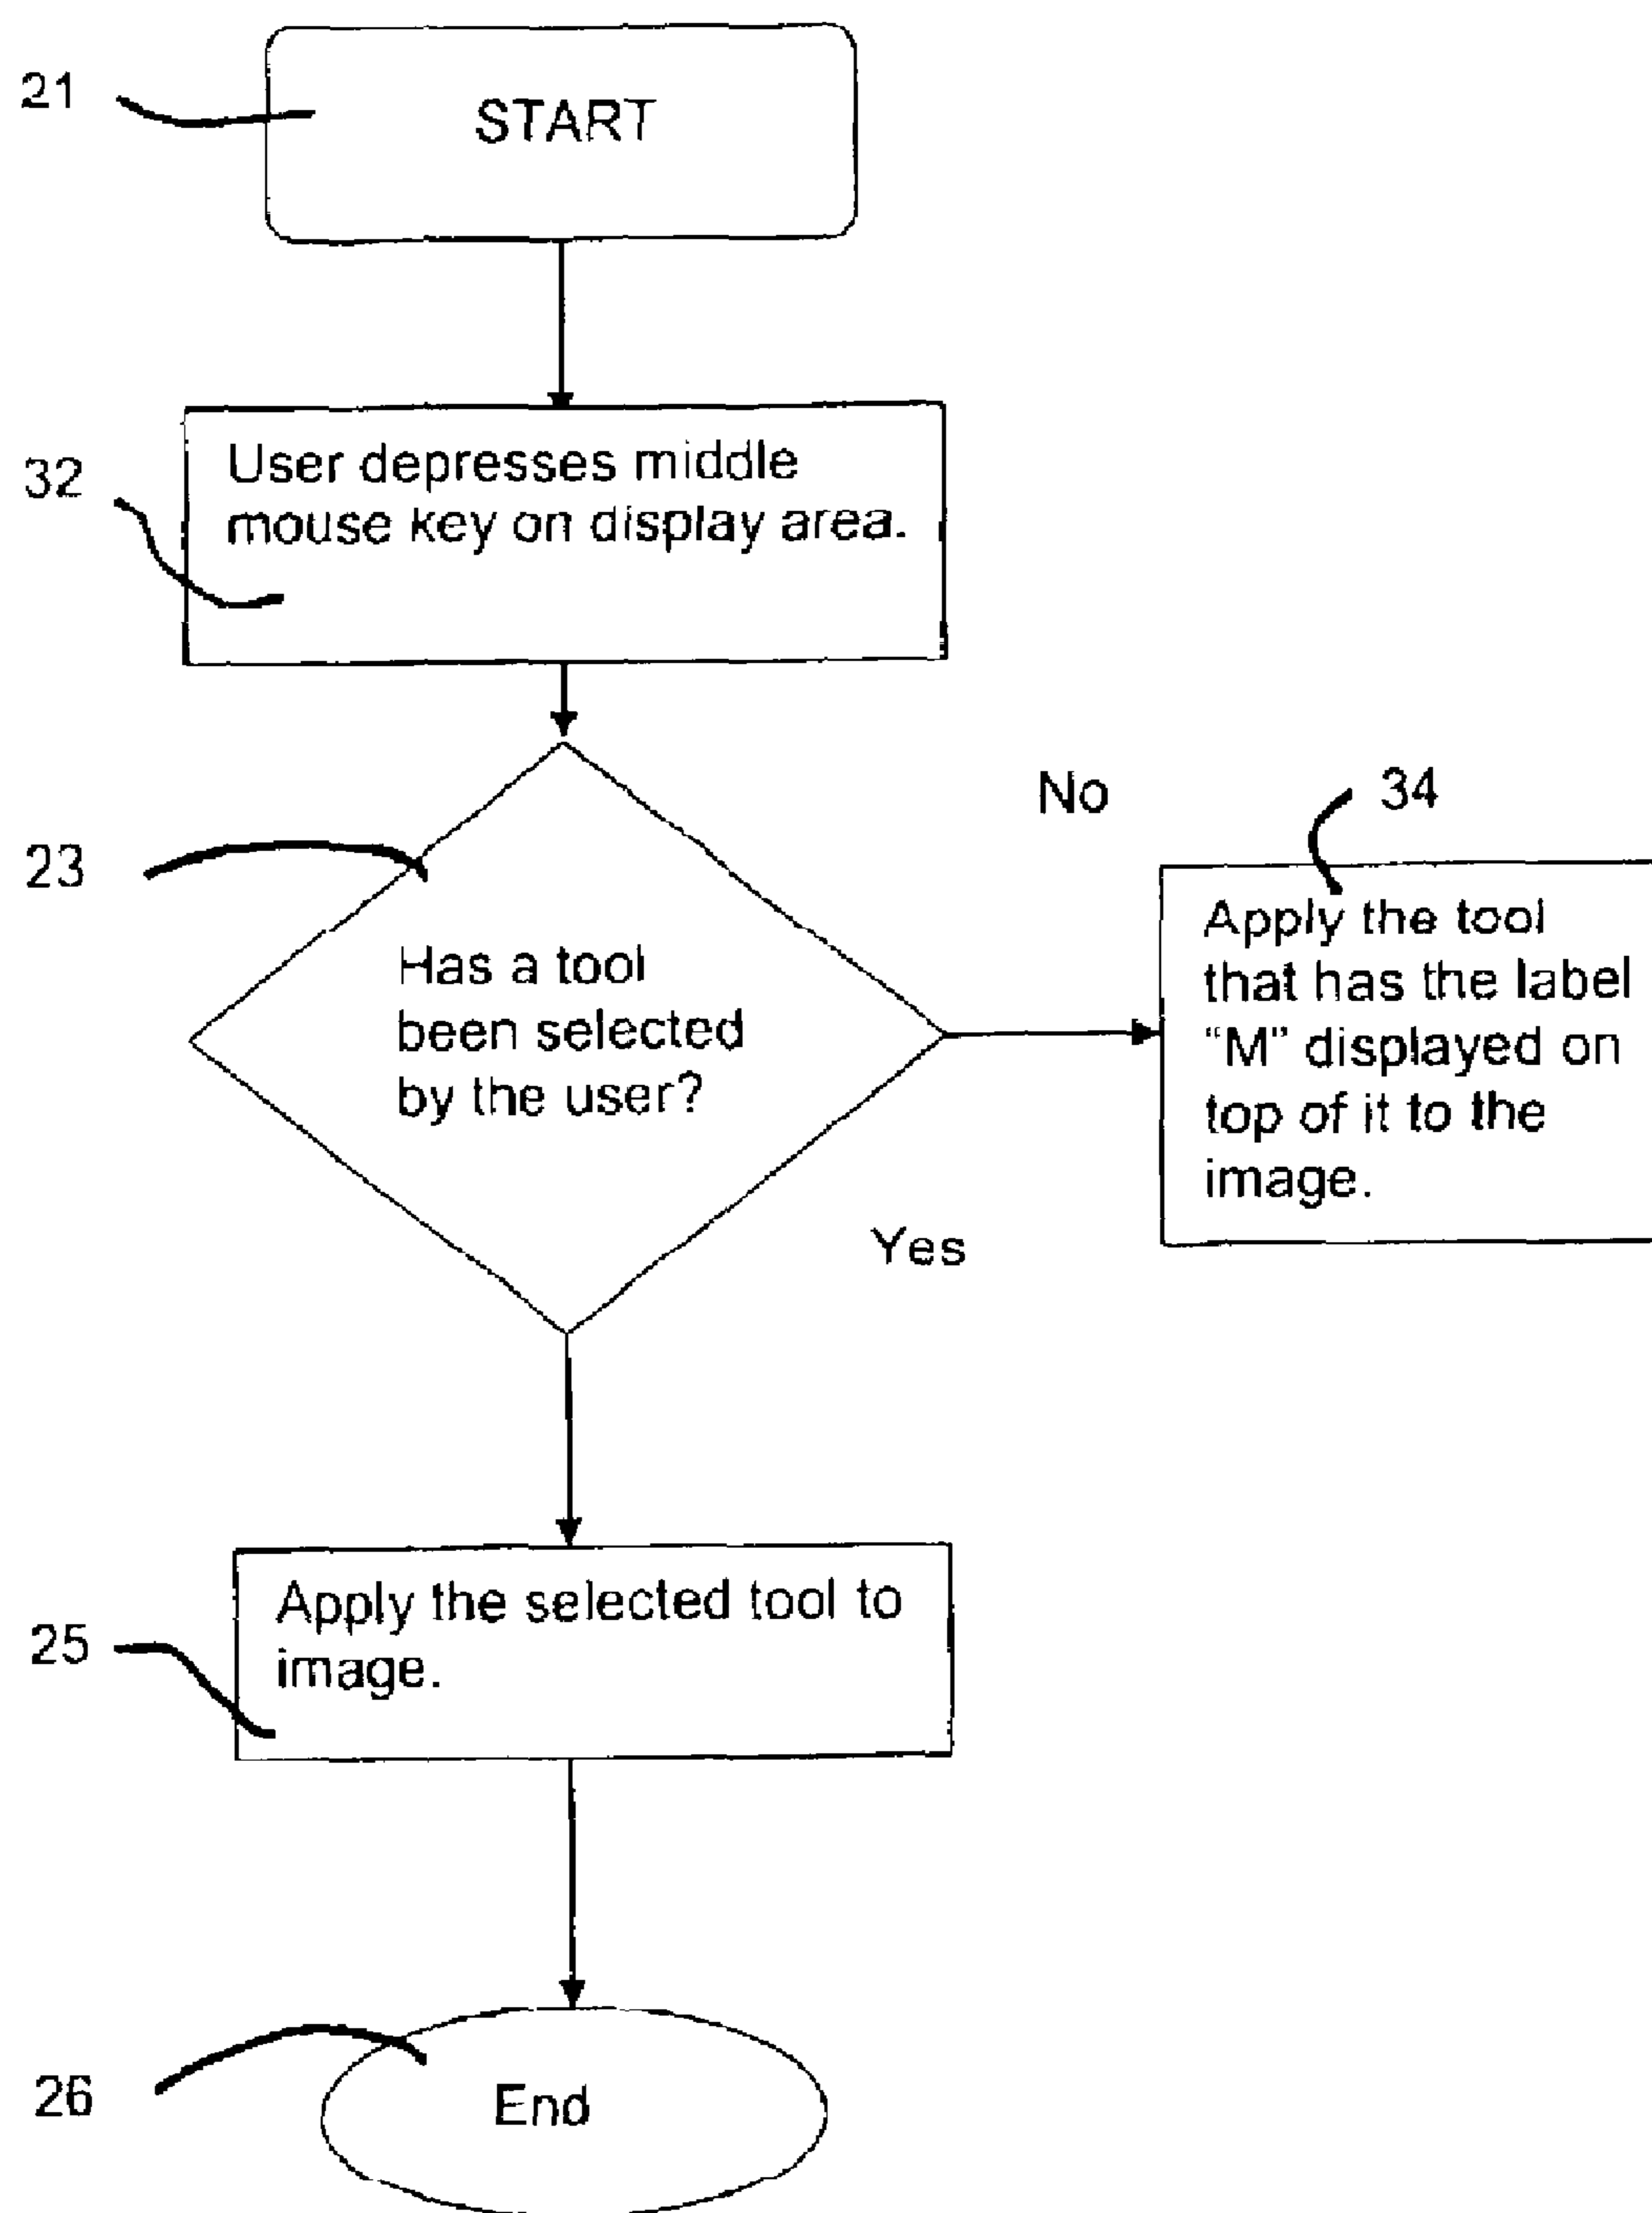 21
START
32
User depresses middle
mouse key on display area.
23
Has a tool
been selected
by the user?
No
34
Apply the tool
that has the label
“M” displayed on
top of it to the
image.
Yes
25
Apply the selected tool to
image.
26
End